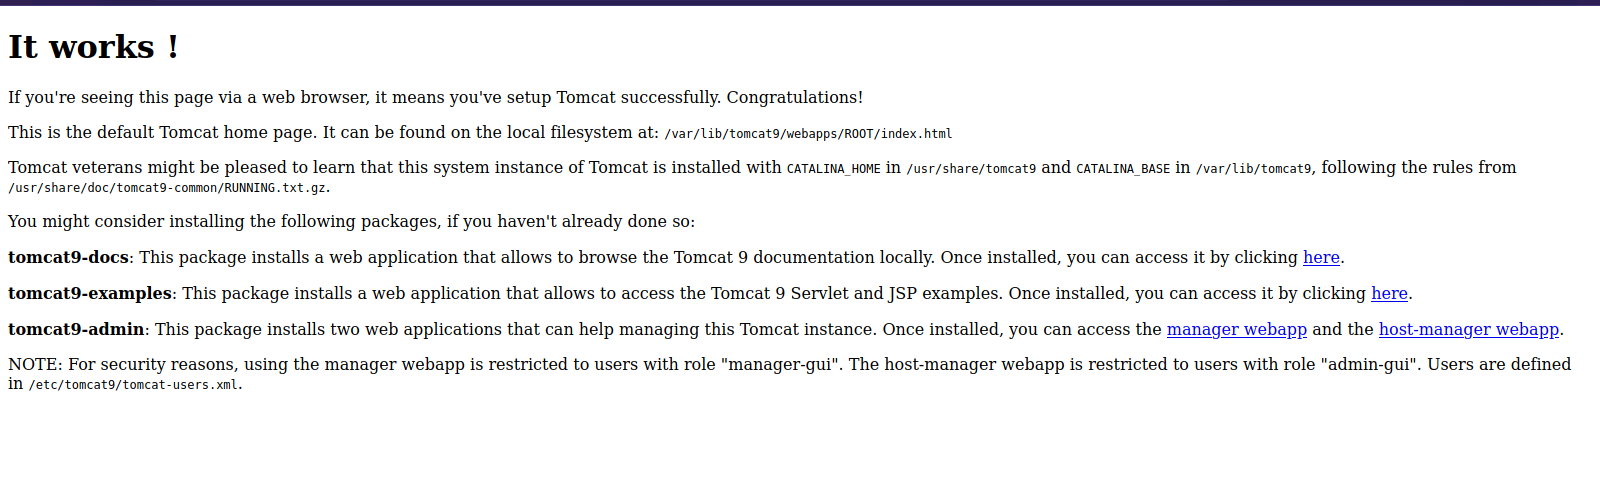 It works !
If you're seeing this page via a web browser, it means you've setup Tomcat successfully. Congratulations!
This is the default Tomcat home page. It can be found on the local filesystem at: /var/lib/tomcat9/webapps/ROOT/index.html
Tomcat veterans might be pleased to learn that this system instance of Tomcat is installed with CATALINA_HOME in /usr/share/tomcat9 and CATALINA_BASE in /var/lib/tomcat9, following the rules from
/usr/share/doc/tomcat9-common/RUNNING.txt.gz.
You might consider installing the following packages, if you haven't already done so:
tomcat9-docs: This package installs a web application that allows to browse the Tomcat 9 documentation locally. Once installed, you can access it by clicking here.
tomcat9-examples: This package installs a web application that allows to access the Tomcat 9 Servlet and JSP examples. Once installed, you can access it by clicking here.
tomcat9-admin: This package installs two web applications that can help managing this Tomcat instance. Once installed, you can access the manager webapp and the host-manager webapp.
NOTE: For security reasons, using the manager webapp is restricted to users with role "manager-gui". The host-manager webapp is restricted to users with role "admin-gui". Users are defined
in /etc/tomcat9/tomcat-users.xml.